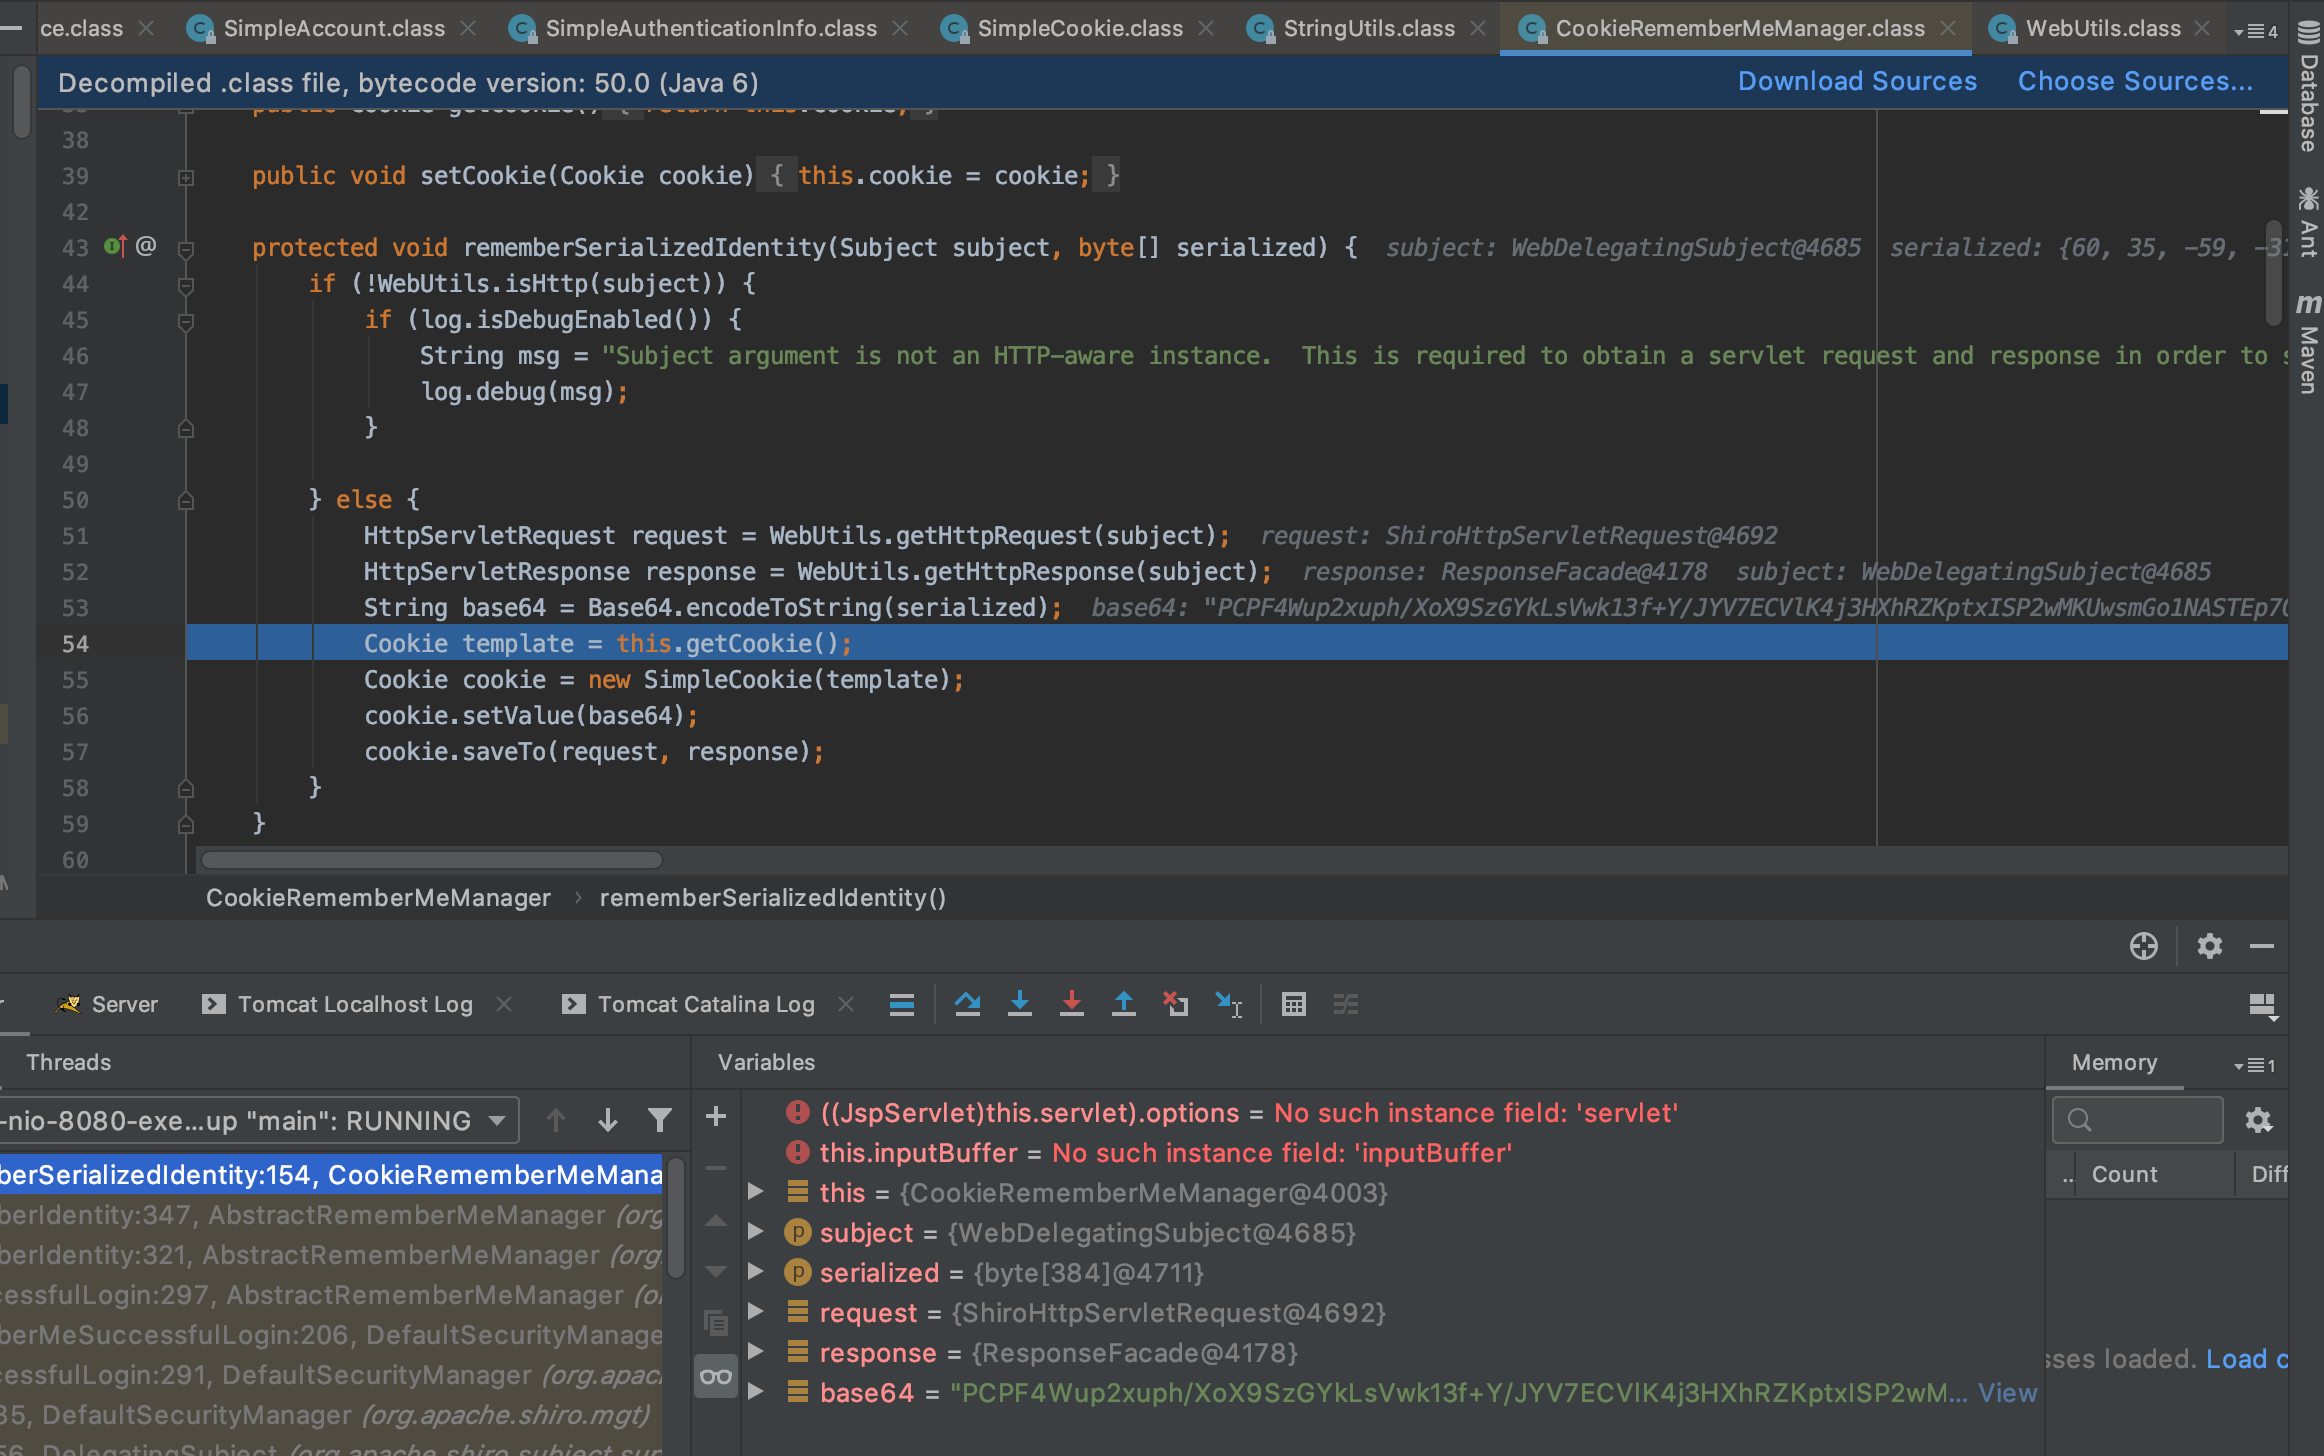 ce.class SimpleAccount.class SimpleAuthenticationInfo.class SimpleCookie.class StringUtils.class CookieRememberMeManager.class WebUtils.class 4
Decompiled .class file, bytecode version: 50.0 (Java 6) Download Sources Choose Sources...
38
39 public void setCookie(Cookie cookie) { this.cookie = cookie; }
42
43 @ protected void rememberSerializedIdentity(Subject subject, byte[] serialized) { subject: WebDelegatingSubject@4685 serialized: {60, 35, -59, -31
44 if (!WebUtils.isHttp(subject)) {
45 if (log.isDebugEnabled()) {
46 String msg = "Subject argument is not an HTTP-aware instance.  This is required to obtain a servlet request and response in order to s
47 log.debug(msg);
48 }
49
50 } else {
51 HttpServletRequest request = WebUtils.getHttpRequest(subject); request: ShiroHttpServletRequest@4692
52 HttpServletResponse response = WebUtils.getHttpResponse(subject); response: ResponseFacade@4178 subject: WebDelegatingSubject@4685
53 String base64 = Base64.encodeToString(serialized); base64: "PCPF4Wup2xuph/XoX9SzGYkLsVwk13f+Y/JYV7ECVlK4j3HXhRZKptxISP2wMKUwsmGo1NASTEp7
54 Cookie template = this.getCookie();
55 Cookie cookie = new SimpleCookie(template);
56 cookie.setValue(base64);
57 cookie.saveTo(request, response);
58 }
59 }
60
CookieRememberMeManager › rememberSerializedIdentity()
Database
Ant
m Maven
Server Tomcat Localhost Log Tomcat Catalina Log
Threads
-nio-8080-exe...up "main": RUNNING
berSerializedIdentity:154, CookieRememberMeMana
berIdentity:347, AbstractRememberMeManager (org
berIdentity:321, AbstractRememberMeManager (org.
cessfulLogin:297, AbstractRememberMeManager (o
berMeSuccessfulLogin:206, DefaultSecurityManage
cessfulLogin:291, DefaultSecurityManager (org.apac
35, DefaultSecurityManager (org.apache.shiro.mgt)
56, DelegatingSubject (org.apache.shiro.subject.sup
Variables
((JspServlet)this.servlet).options = No such instance field: 'servlet'
this.inputBuffer = No such instance field: 'inputBuffer'
this = {CookieRememberMeManager@4003}
p subject = {WebDelegatingSubject@4685}
p serialized = {byte[384]@4711}
request = {ShiroHttpServletRequest@4692}
response = {ResponseFacade@4178}
base64 = "PCPF4Wup2xuph/XoX9SzGYkLsVwk13f+Y/JYV7ECVlK4j3HXhRZKptxISP2wM... View
Memory 1
.. Count Diff
sses loaded. Load c